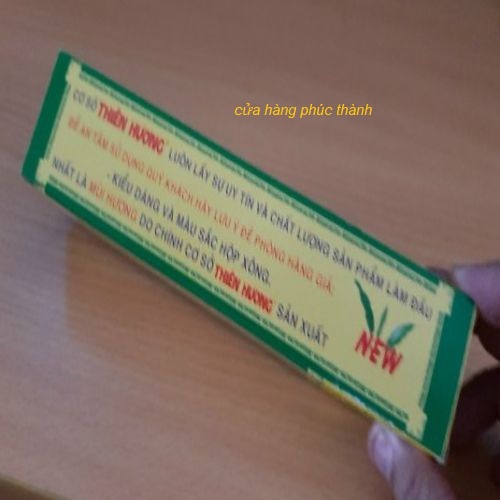 cửa hàng phúc thành
CƠ SỞ THIÊN HƯƠNG LUÔN LẤY SỰ UY TÍN VÀ CHẤT LƯỢNG SẢN PHẨM LÀM ĐẦU
ĐỂ AN TÂM SỬ DỤNG QUÝ KHÁCH HÃY LƯU Ý ĐỀ PHÒNG HÀNG GIẢ:
- KIỂU DÁNG VÀ MÀU SẮC HỘP XÔNG.
NHẤT LÀ MÙI HƯƠNG DO CHÍNH CƠ SỞ THIÊN HƯƠNG SẢN XUẤT
NEW